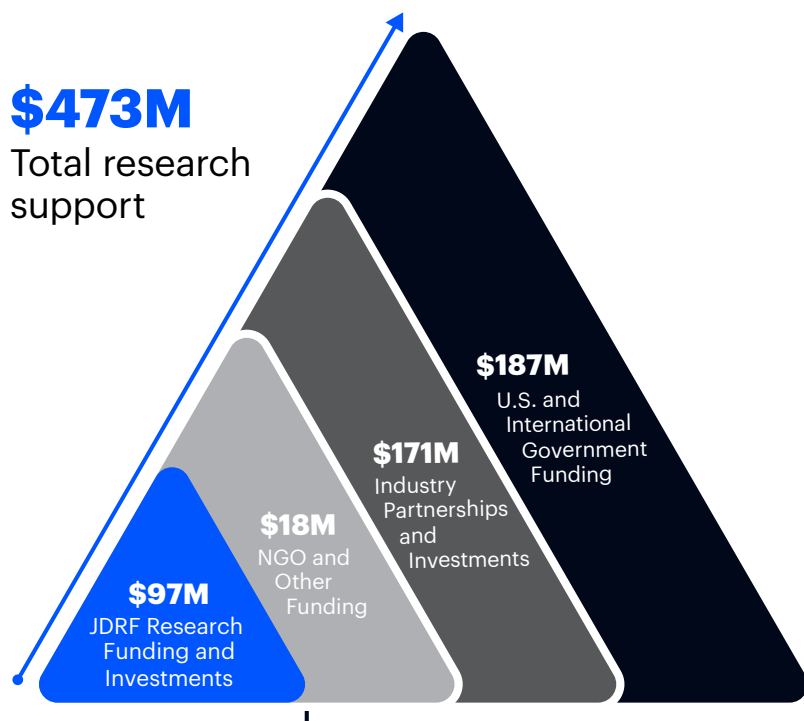 $473M
Total research
support
$187M
U.S. and
International
Government
Funding
$171M
Industry
Partnerships
and
Investments
$18M
NGO and
Other
Funding
$97M
JDRF Research
Funding and
Investments